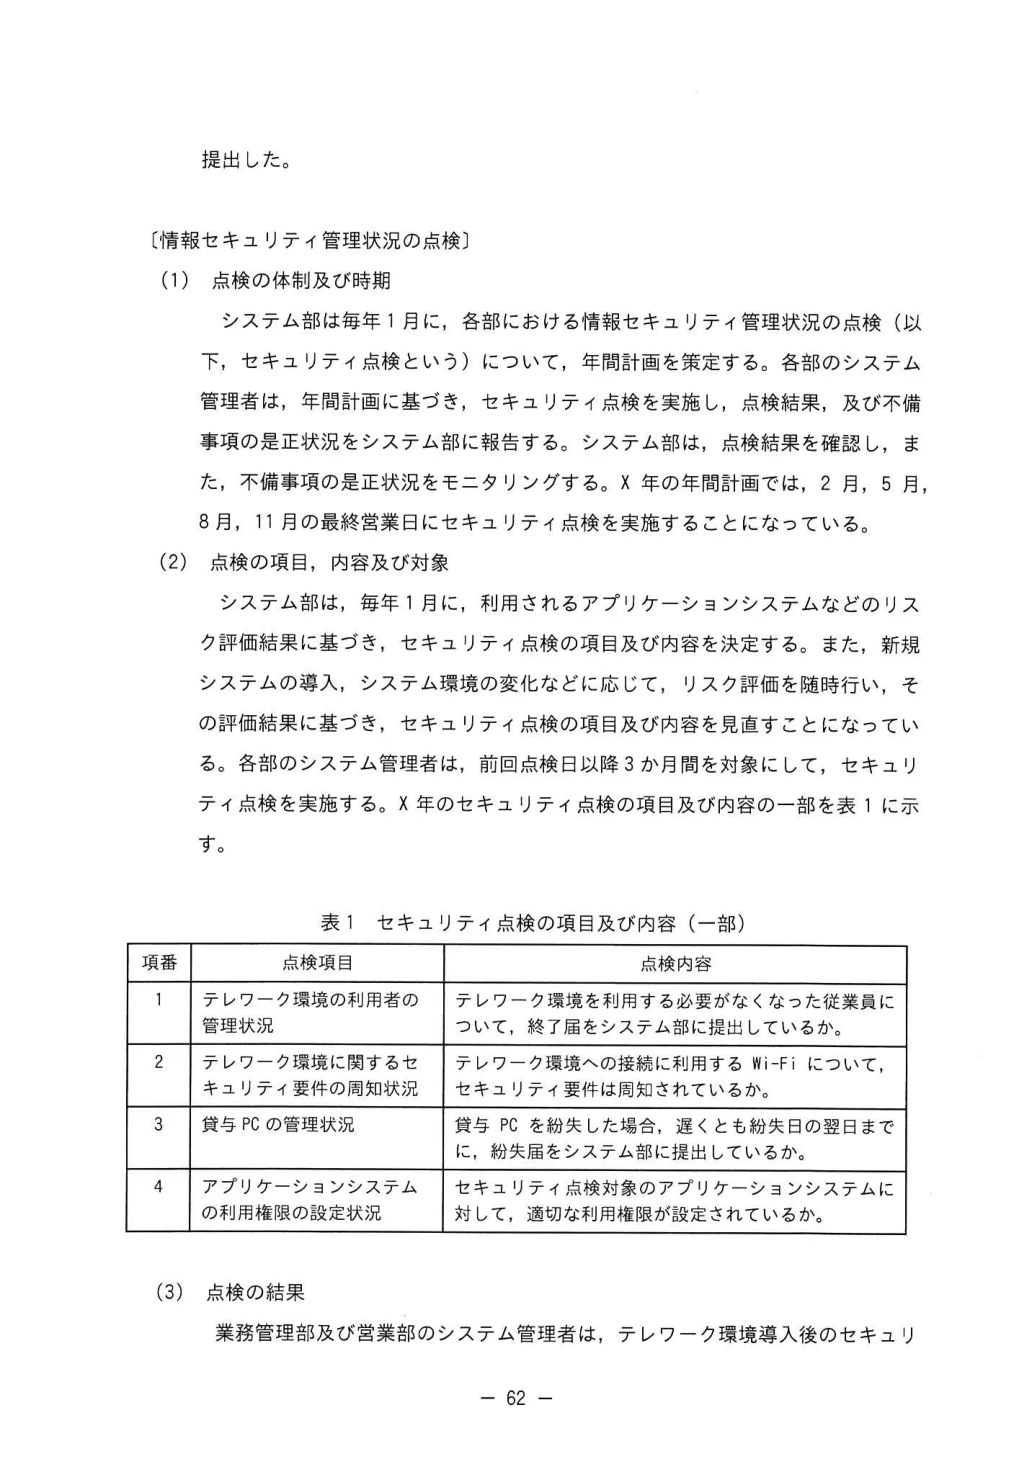 提出した。
〔情報セキュリティ管理状況の点検〕
(1) 点検の体制及び時期
システム部は毎年1月に，各部における情報セキュリティ管理状況の点検（以
下，セキュリティ点検という）について，年間計画を策定する。各部のシステム
管理者は，年間計画に基づき，セキュリティ点検を実施し，点検結果，及び不備
事項の是正状況をシステム部に報告する。システム部は，点検結果を確認し，ま
た，不備事項の是正状況をモニタリングする。X 年の年間計画では，2 月，5 月，
8月，11月の最終営業日にセキュリティ点検を実施することになっている。
(2) 点検の項目，内容及び対象
システム部は，毎年1月に，利用されるアプリケーションシステムなどのリス
ク評価結果に基づき，セキュリティ点検の項目及び内容を決定する。また，新規
システムの導入，システム環境の変化などに応じて，リスク評価を随時行い，そ
の評価結果に基づき，セキュリティ点検の項目及び内容を見直すことになってい
る。各部のシステム管理者は，前回点検日以降3か月間を対象にして，セキュリ
ティ点検を実施する。X 年のセキュリティ点検の項目及び内容の一部を表1に示
す。
表1 セキュリティ点検の項目及び内容（一部）
項番 点検項目 点検内容
1 テレワーク環境の利用者の テレワーク環境を利用する必要がなくなった従業員に
管理状況 ついて，終了届をシステム部に提出しているか。
2 テレワーク環境に関するセ テレワーク環境への接続に利用する Wi-Fi について，
キュリティ要件の周知状況 セキュリティ要件は周知されているか。
3 貸与 PC の管理状況 貸与 PC を紛失した場合，遅くとも紛失日の翌日まで
に，紛失届をシステム部に提出しているか。
4 アプリケーションシステム セキュリティ点検対象のアプリケーションシステムに
の利用権限の設定状況 対して，適切な利用権限が設定されているか。
(3) 点検の結果
業務管理部及び営業部のシステム管理者は，テレワーク環境導入後のセキュリ
― 62 ―